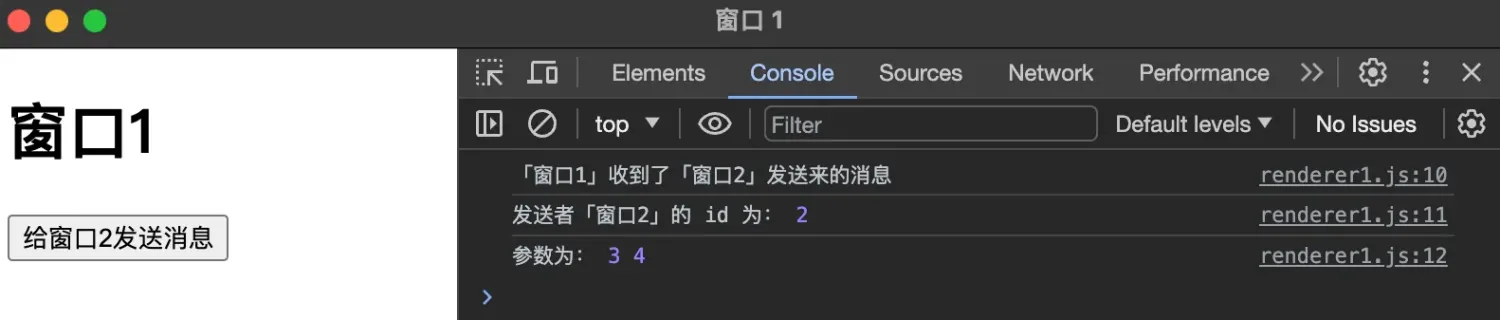 窗口 1
窗口1
给窗口2发送消息
Elements Console Sources Network Performance
top Filter Default levels No Issues
「窗口1」收到了「窗口2」发送来的消息 renderer1.js:10
发送者「窗口2」的 id 为： 2 renderer1.js:11
参数为： 3 4 renderer1.js:12